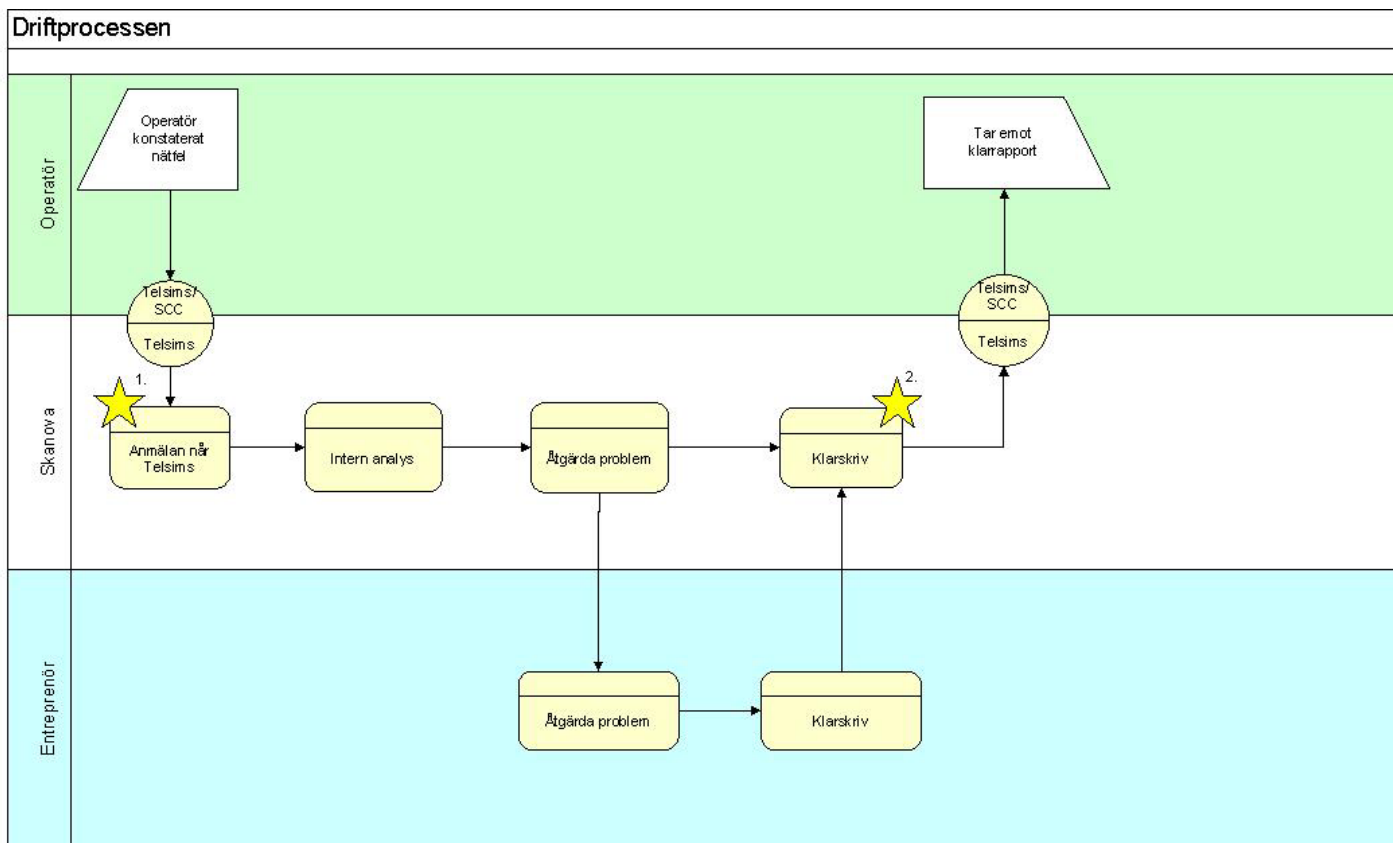 Driftprocessen
Operatör
Operatör
konstaterat
nätfel
Tar emot
klarrapport
Telsims/
SCC
Telsims
Telsims/
SCC
Telsims
Skanova
1.
Anmälan når
Telsims
Intern analys
Åtgärda problem
2.
Klarskriv
Entreprenör
Åtgärda problem
Klarskriv